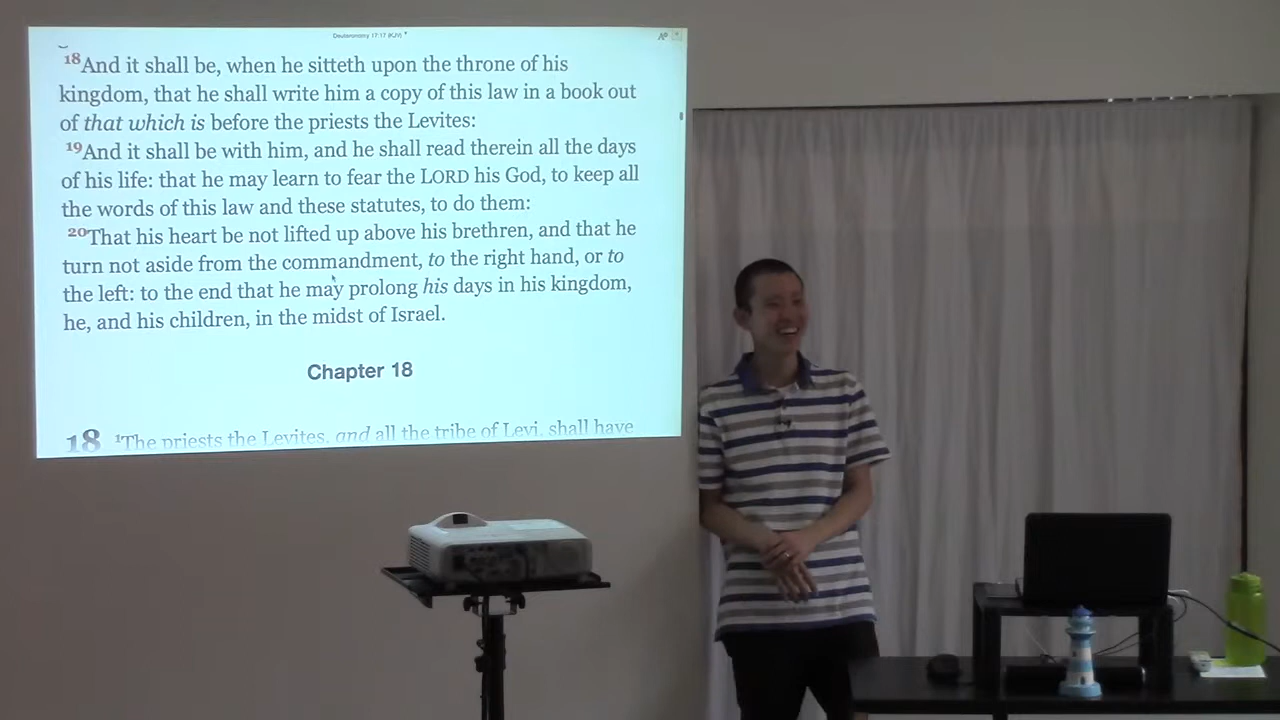 Deuteronomy 17:17 (KJV)
18And it shall be, when he sitteth upon the throne of his
kingdom, that he shall write him a copy of this law in a book out
of that which is before the priests the Levites:
19And it shall be with him, and he shall read therein all the days
of his life: that he may learn to fear the LORD his God, to keep all
the words of this law and these statutes, to do them:
20That his heart be not lifted up above his brethren, and that he
turn not aside from the commandment, to the right hand, or to
the left: to the end that he may prolong his days in his kingdom,
he, and his children, in the midst of Israel.
Chapter 18
18 1The priests the Levites, and all the tribe of Levi, shall have